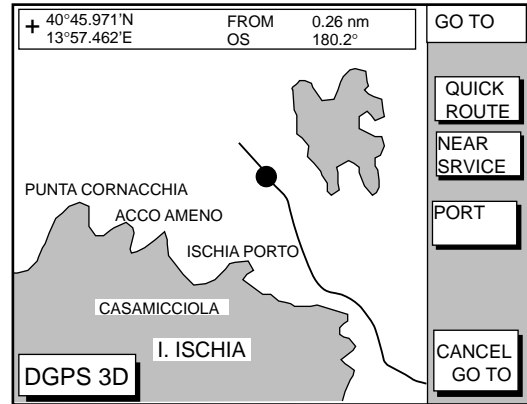 + 40°45.971'N FROM 0.26 nm
13°57.462'E OS 180.2°
GO TO
QUICK
ROUTE
NEAR
SRVICE
PORT
PUNTA CORNACCHIA
ACCO AMENO
ISCHIA PORTO
CASAMICCIOLA
I. ISCHIA
DGPS 3D
CANCEL
GO TO